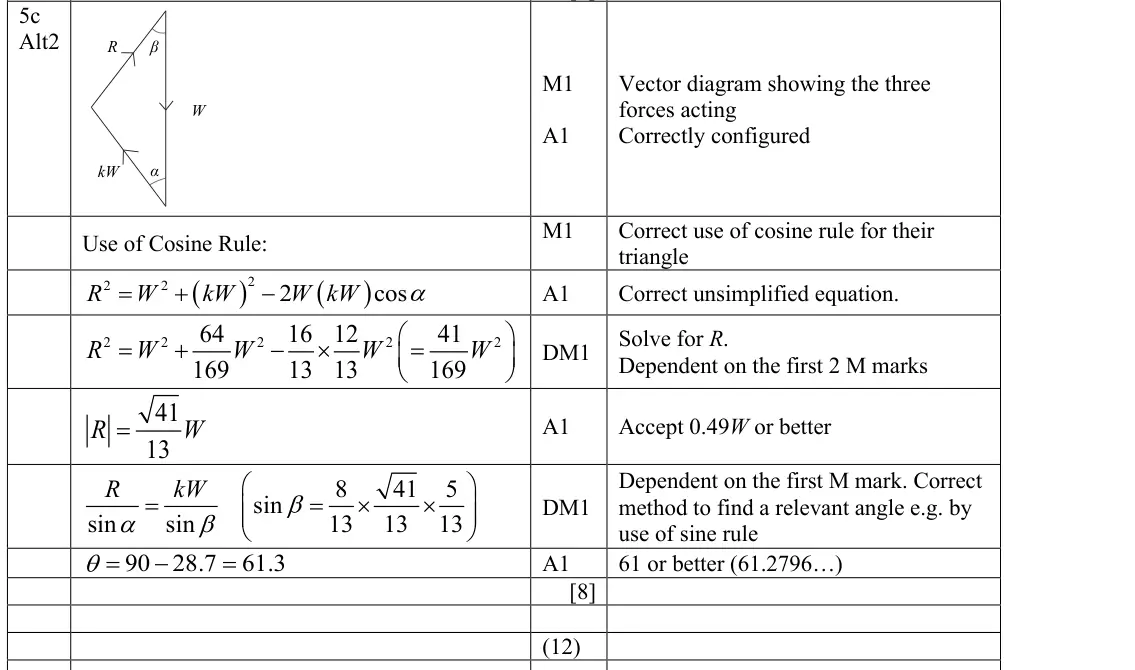 5c
Alt2
R
β
W
kW
α
M1
Vector diagram showing the three
forces acting
A1
Correctly configured
Use of Cosine Rule:
M1
Correct use of cosine rule for their
triangle
R² = W² + (kW)² − 2W(kW)cos α
A1
Correct unsimplified equation.
R² = W² + 64/169 W² − 16/13 × 12/13 W² (= 41/169 W²)
DM1
Solve for R.
Dependent on the first 2 M marks
|R| = √41/13 W
A1
Accept 0.49W or better
R/sin α = kW/sin β (sin β = 8/13 × √41/13 × 5/13)
DM1
Dependent on the first M mark. Correct
method to find a relevant angle e.g. by
use of sine rule
θ = 90 − 28.7 = 61.3
A1
61 or better (61.2796…)
[8]
(12)